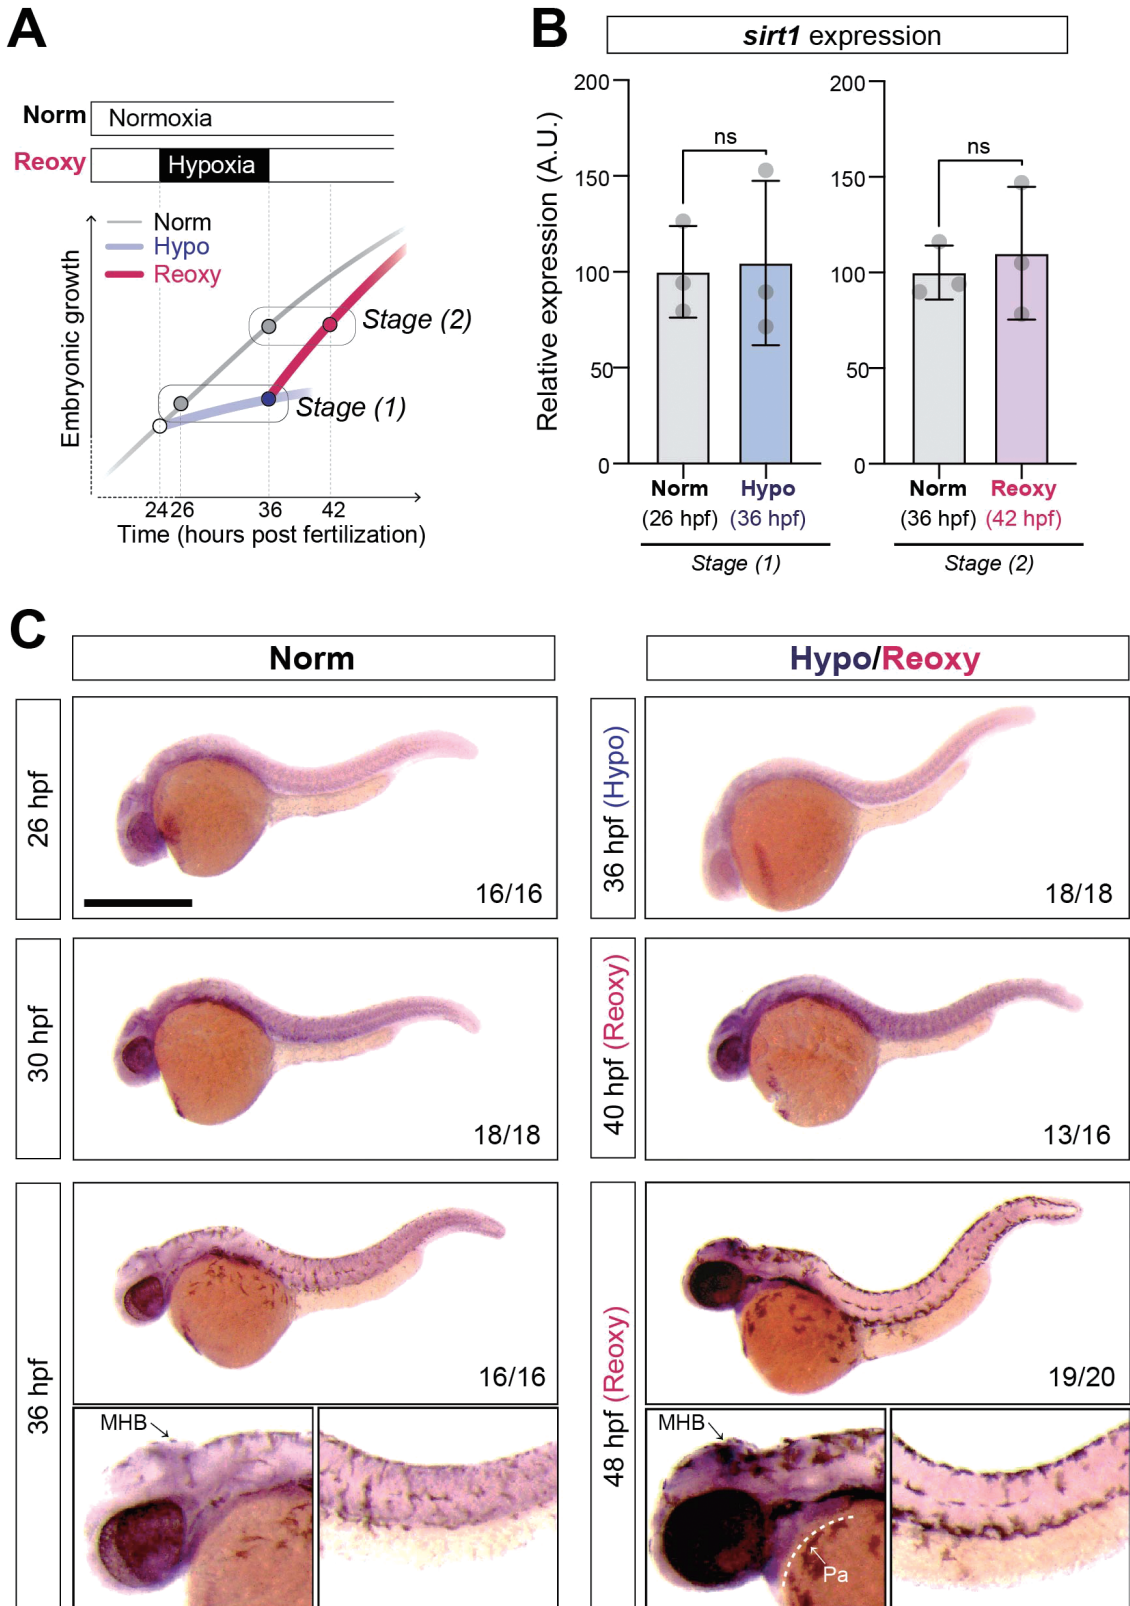 A
Norm
Normoxia
Reoxy
Hypoxia
Norm
Hypo
Reoxy
Embryonic growth
Stage (2)
Stage (1)
24 26 36 42
Time (hours post fertilization)
B
sirt1 expression
Relative expression (A.U.)
200
150
100
50
0
ns
Norm
(26 hpf)
Hypo
(36 hpf)
Stage (1)
200
150
100
50
0
ns
Norm
(36 hpf)
Reoxy
(42 hpf)
Stage (2)
C
Norm
Hypo/Reoxy
26 hpf
16/16
36 hpf (Hypo)
18/18
30 hpf
18/18
40 hpf (Reoxy)
13/16
36 hpf
16/16
MHB
48 hpf (Reoxy)
19/20
MHB
Pa